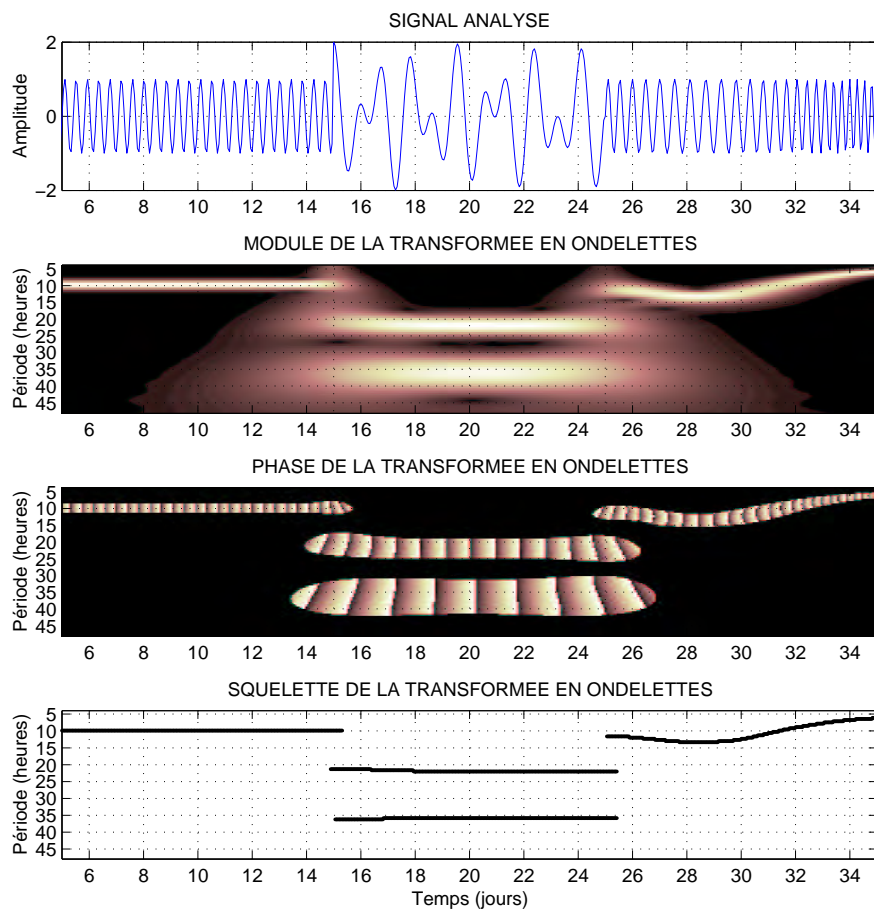 SIGNAL ANALYSE
Amplitude
2
0
−2
6 8 10 12 14 16 18 20 22 24 26 28 30 32 34
MODULE DE LA TRANSFORMEE EN ONDELETTES
Période (heures)
5
10
15
20
25
30
35
40
45
6 8 10 12 14 16 18 20 22 24 26 28 30 32 34
PHASE DE LA TRANSFORMEE EN ONDELETTES
Période (heures)
5
10
15
20
25
30
35
40
45
6 8 10 12 14 16 18 20 22 24 26 28 30 32 34
SQUELETTE DE LA TRANSFORMEE EN ONDELETTES
Période (heures)
5
10
15
20
25
30
35
40
45
6 8 10 12 14 16 18 20 22 24 26 28 30 32 34
Temps (jours)